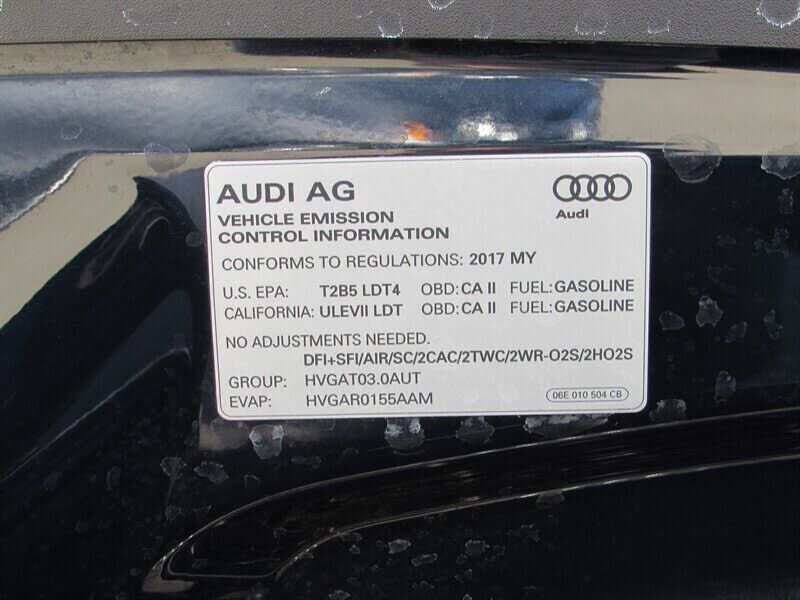 AUDI AG
Audi
VEHICLE EMISSION
CONTROL INFORMATION
CONFORMS TO REGULATIONS: 2017 MY
U.S. EPA: T2B5 LDT4 OBD: CA II FUEL: GASOLINE
CALIFORNIA: ULEVII LDT OBD: CA II FUEL: GASOLINE
NO ADJUSTMENTS NEEDED.
DFI+SFI/AIR/SC/2CAC/2TWC/2WR-O2S/2HO2S
GROUP: HVGAT03.0AUT
EVAP: HVGAR0155AAM
06E 010 504 CB